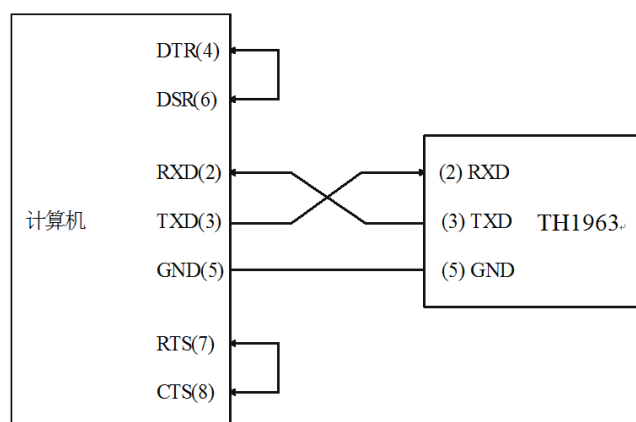 DTR(4)
DSR(6)
RXD(2)
(2) RXD
计算机
TXD(3)
(3) TXD
TH1963
GND(5)
(5) GND
RTS(7)
CTS(8)